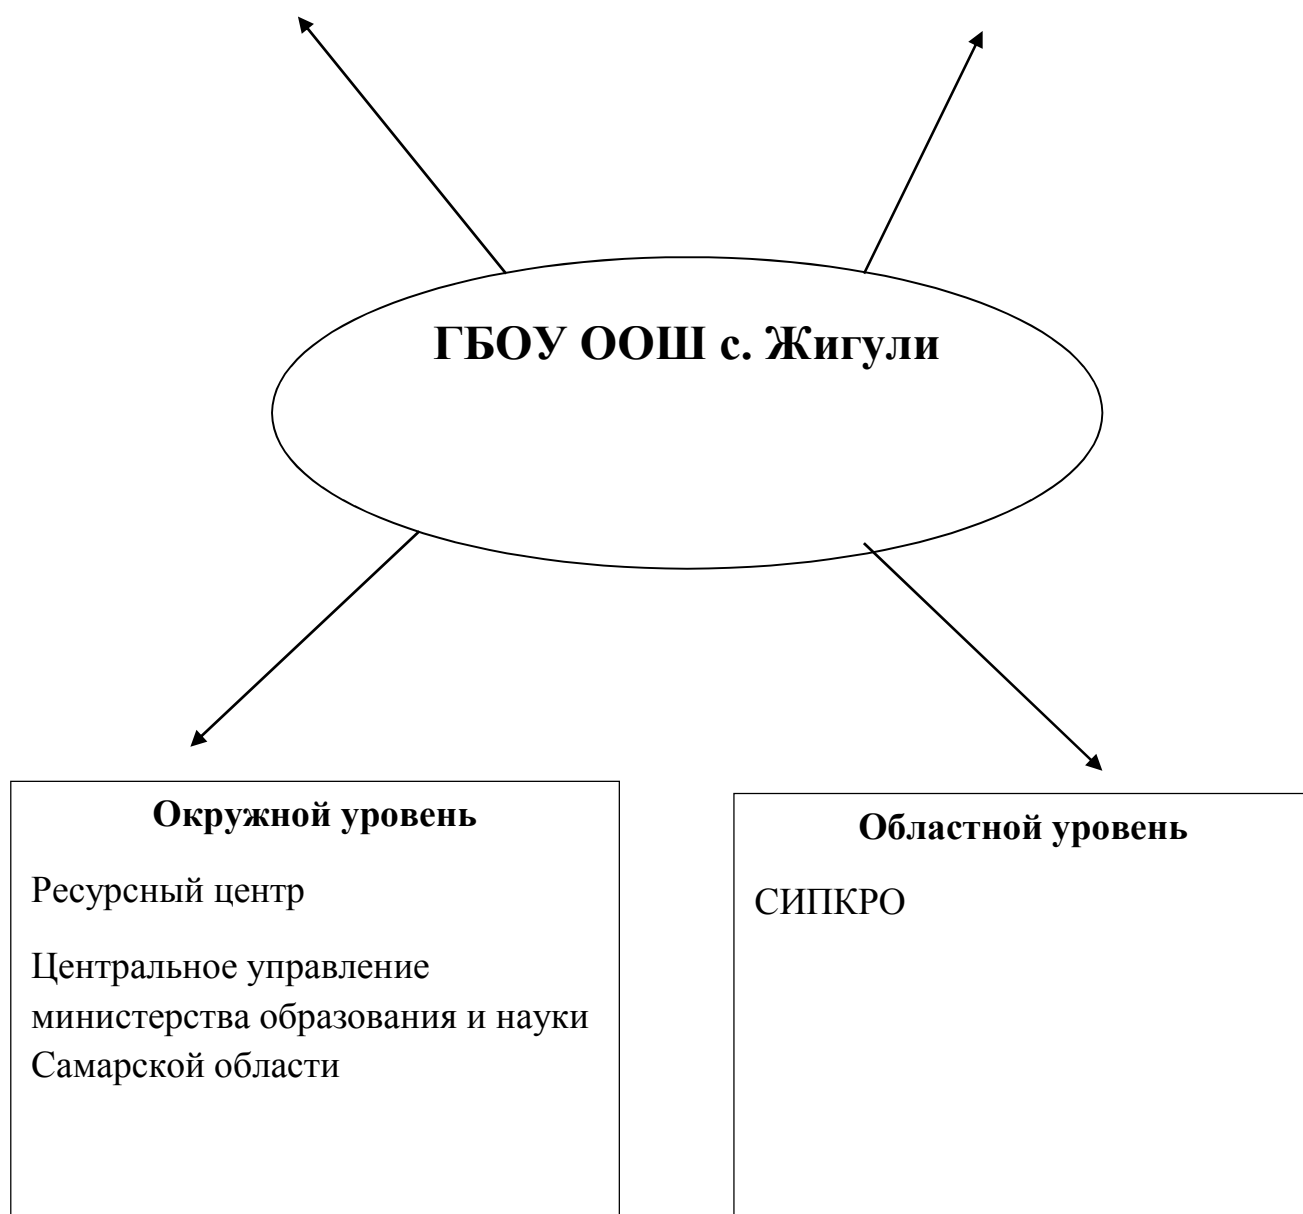 ГБОУ ООШ с. Жигули
Окружной уровень
Ресурсный центр
Центральное управление
министерства образования и науки
Самарской области
Областной уровень
СИПКРО